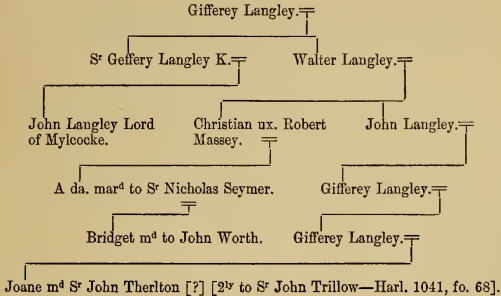 Gifferey Langley.
Sr Geffery Langley K. Walter Langley.
John Langley Lord of Mylcocke. Christian ux. Robert Massey. John Langley.
A da. mard to Sr Nicholas Seymer. Gifferey Langley.
Bridget md to John Worth. Gifferey Langley.
Joane md Sr John Therlton [?] [2ly to Sr John Trillow—Harl. 1041, fo. 68].